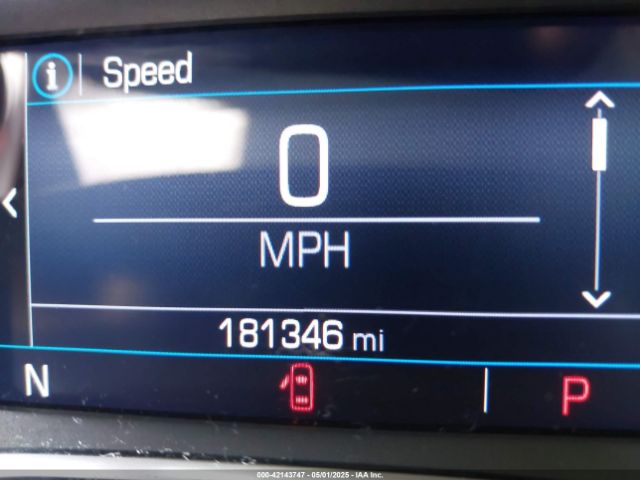 i Speed
0
MPH
181346 mi
N P
000-42143747 - 05/01/2025 - IAA Inc.